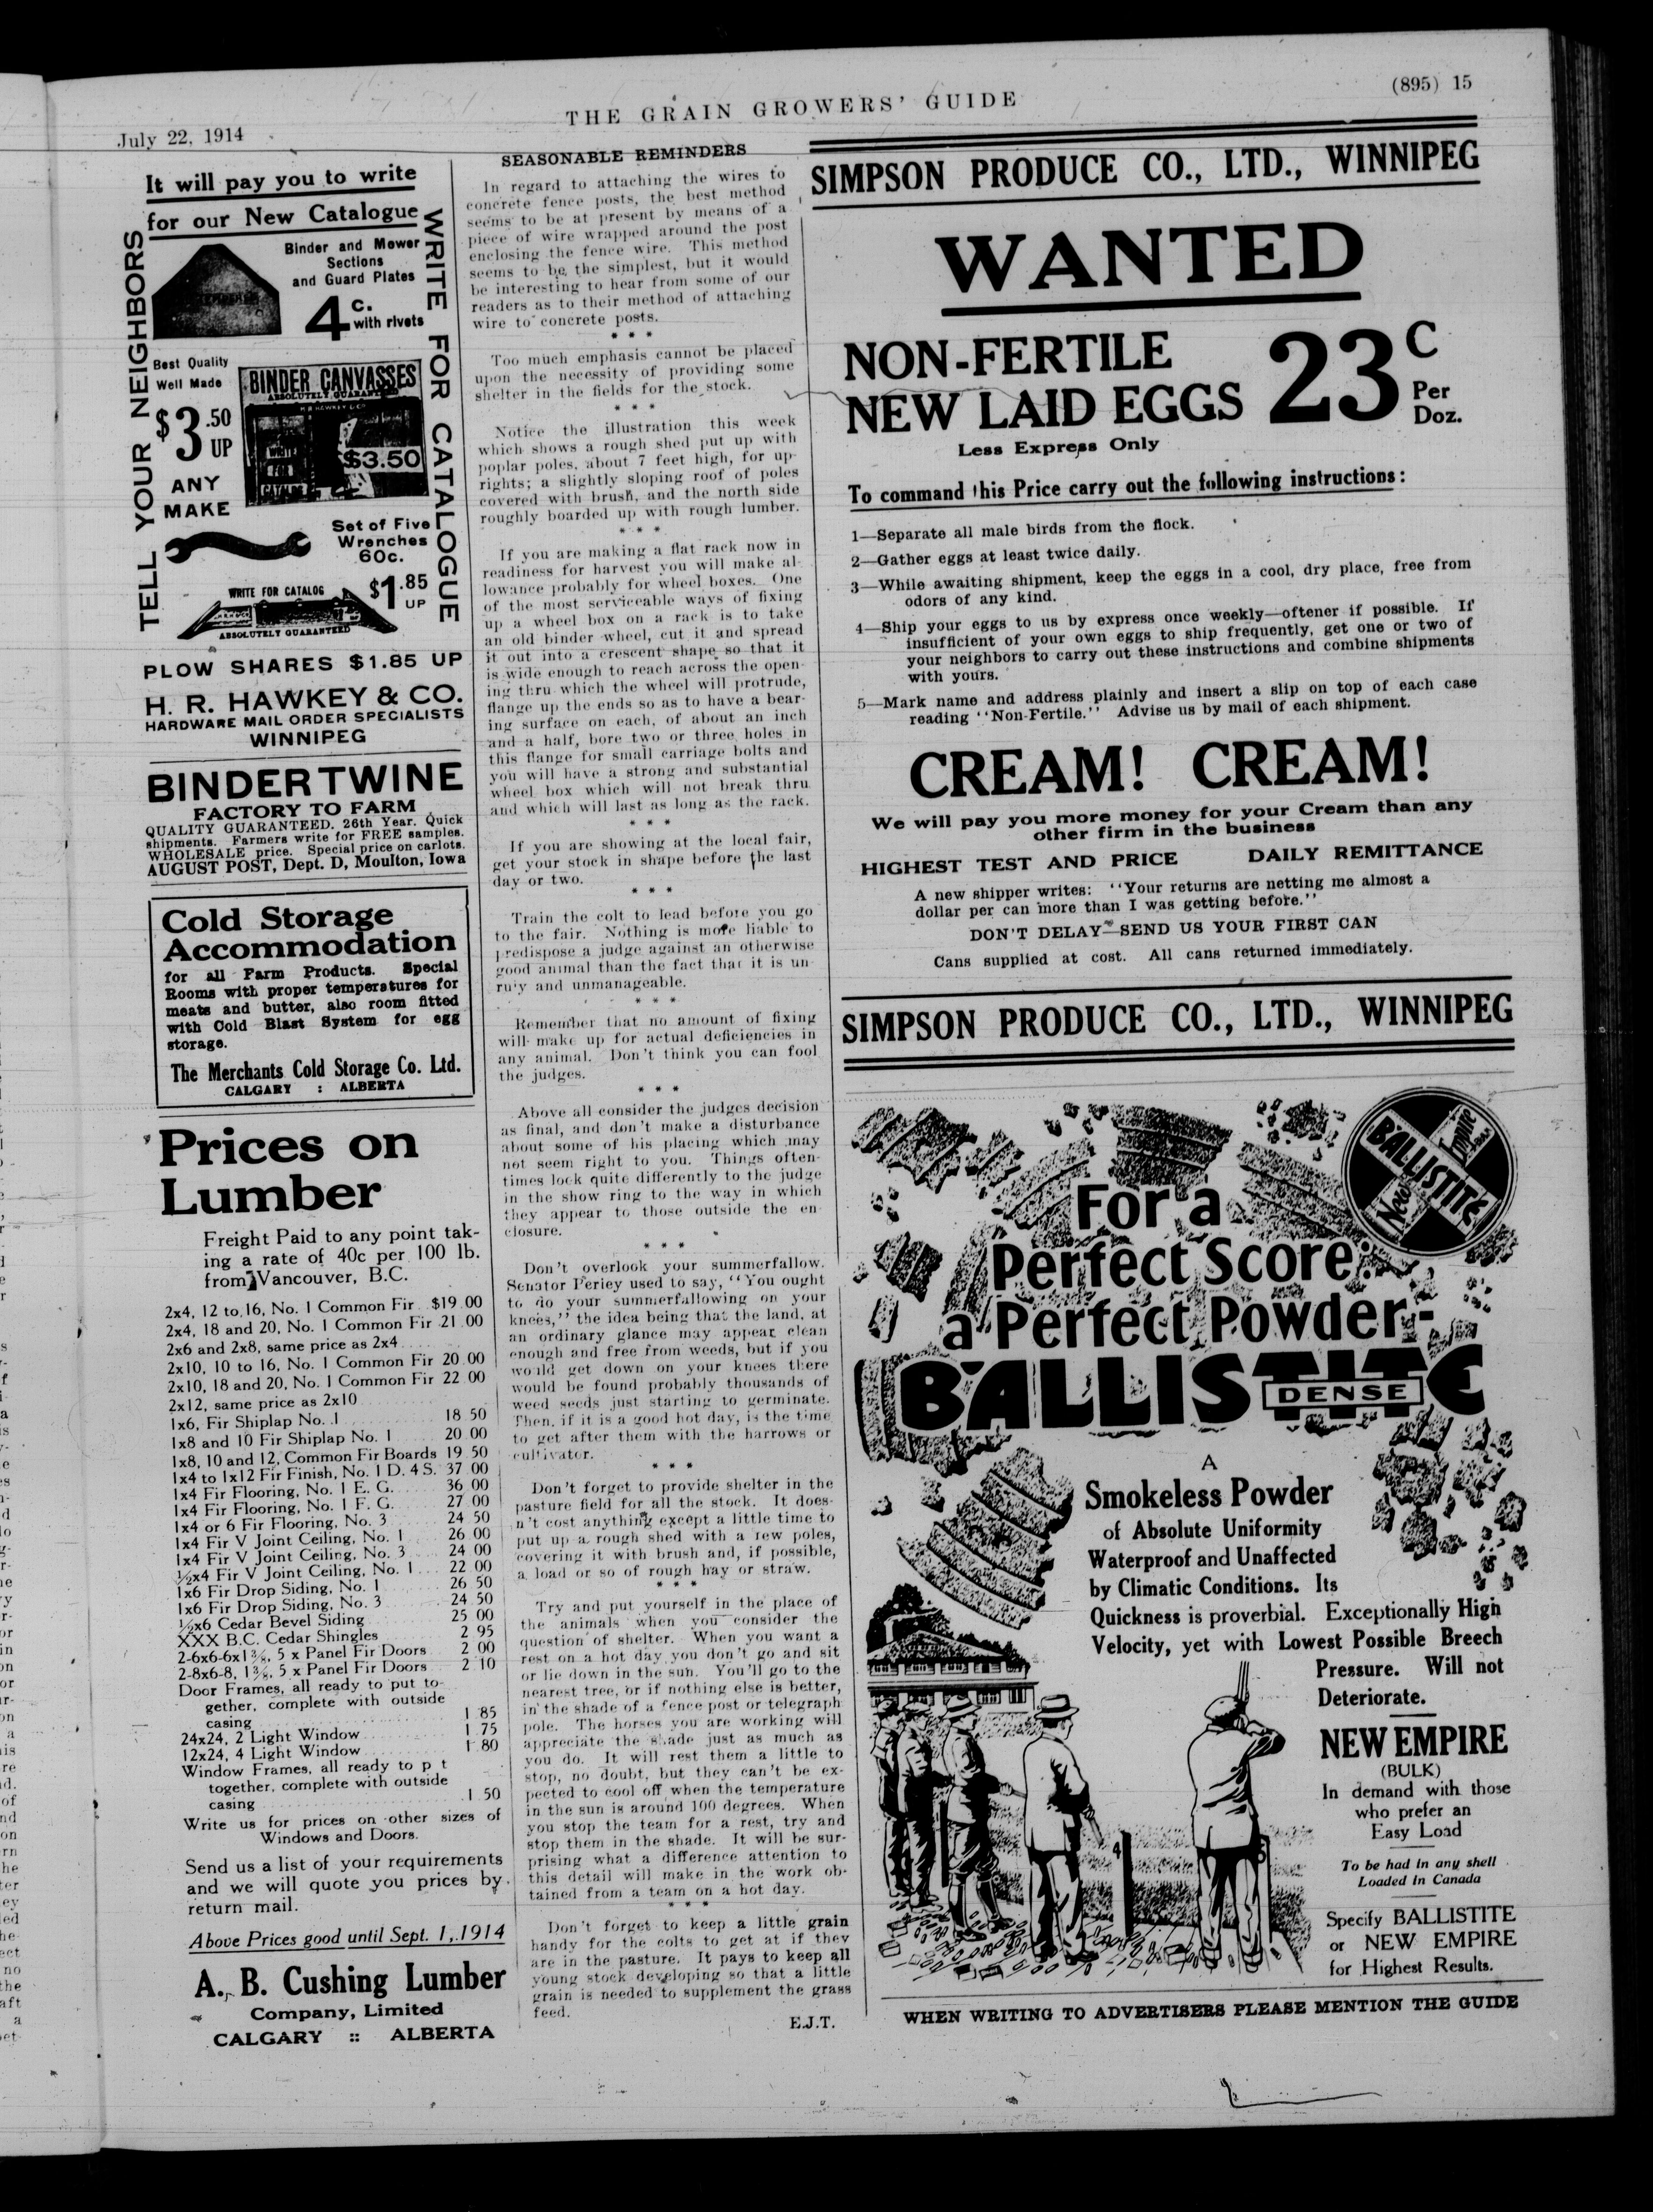 July 22, 1914
THE GRAIN GROWERS' GUIDE
(895) 15
It will pay you to write
for our New Catalogue
TELL YOUR NEIGHBORS
WRITE FOR CATALOGUE
Binder and Mower
Sections
and Guard Plates
4c.
with rivets
Best Quality
Well Made
$3.50
UP
ANY
MAKE
BINDER CANVASSES
ABSOLUTELY GUARANTEED
$3.50
WRITE
FOR
CATALOG
Set of Five
Wrenches
60c.
WRITE FOR CATALOG
$1.85
UP
ABSOLUTELY GUARANTEED
PLOW SHARES $1.85 UP
H. R. HAWKEY & CO.
HARDWARE MAIL ORDER SPECIALISTS
WINNIPEG
BINDER TWINE
FACTORY TO FARM
QUALITY GUARANTEED. 26th Year. Quick
shipments. Farmers write for FREE samples.
WHOLESALE price. Special price on carlots.
AUGUST POST, Dept. D, Moulton, Iowa
Cold Storage
Accommodation
for all Farm Products. Special
Rooms with proper temperatures for
meats and butter, also room fitted
with Cold Blast System for egg
storage.
The Merchants Cold Storage Co. Ltd.
CALGARY : ALBERTA
Prices on
Lumber
Freight Paid to any point tak-
ing a rate of 40c per 100 lb.
from Vancouver, B.C.
2x4, 12 to 16, No. 1 Common Fir $19.00
2x4, 18 and 20, No. 1 Common Fir 21.00
2x6 and 2x8, same price as 2x4
2x10, 10 to 16, No. 1 Common Fir 20.00
2x10, 18 and 20, No. 1 Common Fir 22.00
2x12, same price as 2x10
1x6, Fir Shiplap No. 1 18 50
1x8 and 10 Fir Shiplap No. 1 20 00
1x8, 10 and 12, Common Fir Boards 19 50
1x4 to 1x12 Fir Finish, No. 1 D. 4 S. 37 00
1x4 Fir Flooring, No. 1 E. G. 36 00
1x4 Fir Flooring, No. 1 F. G. 27 00
1x4 or 6 Fir Flooring, No. 3 24 50
1x4 Fir V Joint Ceiling, No. 1 26 00
1x4 Fir V Joint Ceiling, No. 3 24 00
½x4 Fir V Joint Ceiling, No. 1 22 00
1x6 Fir Drop Siding, No. 1 26 50
1x6 Fir Drop Siding, No. 3 24 50
½x6 Cedar Bevel Siding 25 00
XXX B.C. Cedar Shingles 2 95
2-6x6-6x1⅜, 5 x Panel Fir Doors 2 00
2-8x6-8, 1⅜, 5 x Panel Fir Doors 2 10
Door Frames, all ready to put to-
gether, complete with outside
casing 1 85
24x24, 2 Light Window 1 75
12x24, 4 Light Window 1 80
Window Frames, all ready to p t
together, complete with outside
casing 1 50
Write us for prices on other sizes of
Windows and Doors.
Send us a list of your requirements
and we will quote you prices by
return mail.
Above Prices good until Sept. 1, 1914
A. B. Cushing Lumber
Company, Limited
CALGARY :: ALBERTA
SEASONABLE REMINDERS
In regard to attaching the wires to
concrete fence posts, the best method
seems to be at present by means of a
piece of wire wrapped around the post
enclosing the fence wire. This method
seems to be the simplest, but it would
be interesting to hear from some of our
readers as to their method of attaching
wire to concrete posts.
* * *
Too much emphasis cannot be placed
upon the necessity of providing some
shelter in the fields for the stock.
* * *
Notice the illustration this week
which shows a rough shed put up with
poplar poles, about 7 feet high, for up-
rights; a slightly sloping roof of poles
covered with brush, and the north side
roughly boarded up with rough lumber.
* * *
If you are making a flat rack now in
readiness for harvest you will make al-
lowance probably for wheel boxes. One
of the most serviceable ways of fixing
up a wheel box on a rack is to take
an old binder wheel, cut it and spread
it out into a crescent shape so that it
is wide enough to reach across the open-
ing thru which the wheel will protrude,
flange up the ends so as to have a bear-
ing surface on each, of about an inch
and a half, bore two or three holes in
this flange for small carriage bolts and
you will have a strong and substantial
wheel box which will not break thru
and which will last as long as the rack.
* * *
If you are showing at the local fair,
get your stock in shape before the last
day or two.
* * *
Train the colt to lead before you go
to the fair. Nothing is more liable to
predispose a judge against an otherwise
good animal than the fact that it is un-
ruly and unmanageable.
* * *
Remember that no amount of fixing
will make up for actual deficiencies in
any animal. Don't think you can fool
the judges.
* * *
Above all consider the judges decision
as final, and don't make a disturbance
about some of his placing which may
not seem right to you. Things often-
times look quite differently to the judge
in the show ring to the way in which
they appear to those outside the en-
closure.
* * *
Don't overlook your summerfallow.
Senator Perley used to say, "You ought
to do your summerfallowing on your
knees," the idea being that the land, at
an ordinary glance may appear clean
enough and free from weeds, but if you
would get down on your knees there
would be found probably thousands of
weed seeds just starting to germinate.
Then, if it is a good hot day, is the time
to get after them with the harrows or
cultivator.
* * *
Don't forget to provide shelter in the
pasture field for all the stock. It does-
n't cost anything except a little time to
put up a rough shed with a few poles,
covering it with brush and, if possible,
a load or so of rough hay or straw.
* * *
Try and put yourself in the place of
the animals when you consider the
question of shelter. When you want a
rest on a hot day you don't go and sit
or lie down in the sun. You'll go to the
nearest tree, or if nothing else is better,
in the shade of a fence post or telegraph
pole. The horses you are working will
appreciate the shade just as much as
you do. It will rest them a little to
stop, no doubt, but they can't be ex-
pected to cool off when the temperature
in the sun is around 100 degrees. When
you stop the team for a rest, try and
stop them in the shade. It will be sur-
prising what a difference attention to
this detail will make in the work ob-
tained from a team on a hot day.
* * *
Don't forget to keep a little grain
handy for the colts to get at if they
are in the pasture. It pays to keep all
young stock developing so that a little
grain is needed to supplement the grass
feed.
E.J.T.
SIMPSON PRODUCE CO., LTD., WINNIPEG
WANTED
NON-FERTILE
NEW LAID EGGS
23c
Per
Doz.
Less Express Only
To command this Price carry out the following instructions:
1—Separate all male birds from the flock.
2—Gather eggs at least twice daily.
3—While awaiting shipment, keep the eggs in a cool, dry place, free from
odors of any kind.
4—Ship your eggs to us by express once weekly—oftener if possible. If
insufficient of your own eggs to ship frequently, get one or two of
your neighbors to carry out these instructions and combine shipments
with yours.
5—Mark name and address plainly and insert a slip on top of each case
reading "Non-Fertile." Advise us by mail of each shipment.
CREAM! CREAM!
We will pay you more money for your Cream than any
other firm in the business
HIGHEST TEST AND PRICE DAILY REMITTANCE
A new shipper writes: "Your returns are netting me almost a
dollar per can more than I was getting before."
DON'T DELAY—SEND US YOUR FIRST CAN
Cans supplied at cost. All cans returned immediately.
SIMPSON PRODUCE CO., LTD., WINNIPEG
BALLISTITE
New
For a
Perfect Score:
a Perfect Powder-
BALLISTITE
DENSE
A
Smokeless Powder
of Absolute Uniformity
Waterproof and Unaffected
by Climatic Conditions. Its
Quickness is proverbial. Exceptionally High
Velocity, yet with Lowest Possible Breech
Pressure. Will not
Deteriorate.
NEW EMPIRE
(BULK)
In demand with those
who prefer an
Easy Load
To be had in any shell
Loaded in Canada
Specify BALLISTITE
or NEW EMPIRE
for Highest Results.
4
5
WHEN WRITING TO ADVERTISERS PLEASE MENTION THE GUIDE